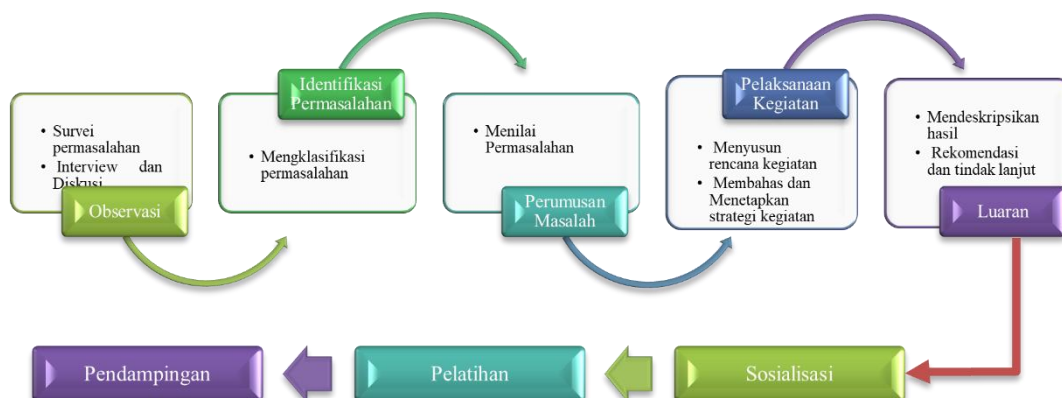 • Survei
permasalahan
• Interview dan
Diskusi
Observasi
Identifikasi
Permasalahan
• Mengklasifikasi
permasalahan
• Menilai
Permasalahan
Perumusan
Masalah
Pelaksanaan
Kegiatan
• Menyusun
rencana kegiatan
• Membahas dan
Menetapkan
strategi kegiatan
• Mendeskripsikan
hasil
• Rekomendasi
dan tindak lanjut
Luaran
Pendampingan
Pelatihan
Sosialisasi